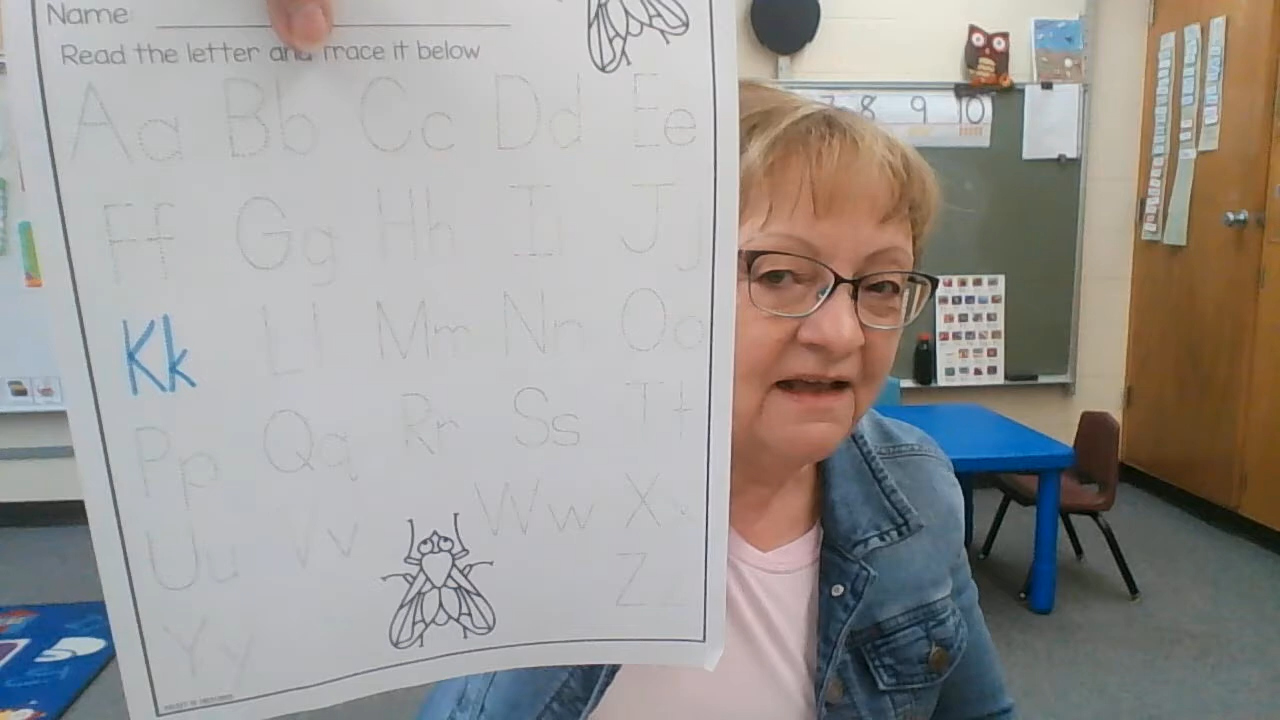 Name
Read the letter and trace it below
Aa Bb Cc Dd Ee
Ff Gg Hh Ii Jj
Kk Ll Mm Nn Oo
Pp Qq Rr Ss Tt
Uu Vv Ww Xx
Yy Zz
8 9 10